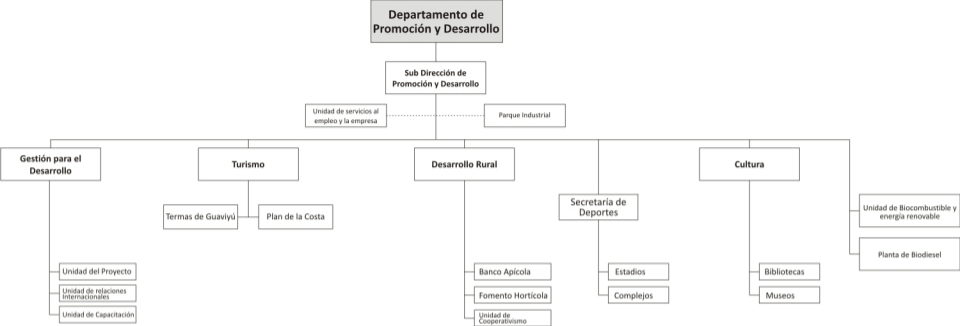 Departamento de
Promoción y Desarrollo
Sub Dirección de
Promoción y Desarrollo
Unidad de servicios al
empleo y la empresa
Parque Industrial
Gestión para el
Desarrollo
Turismo
Desarrollo Rural
Cultura
Secretaría de
Deportes
Termas de Guaviyú
Plan de la Costa
Unidad de Biocombustible y
energía renovable
Planta de Biodiesel
Unidad del Proyecto
Unidad de relaciones
Internacionales
Unidad de Capacitación
Banco Apícola
Fomento Hortícola
Unidad de
Cooperativismo
Estadios
Complejos
Bibliotecas
Museos